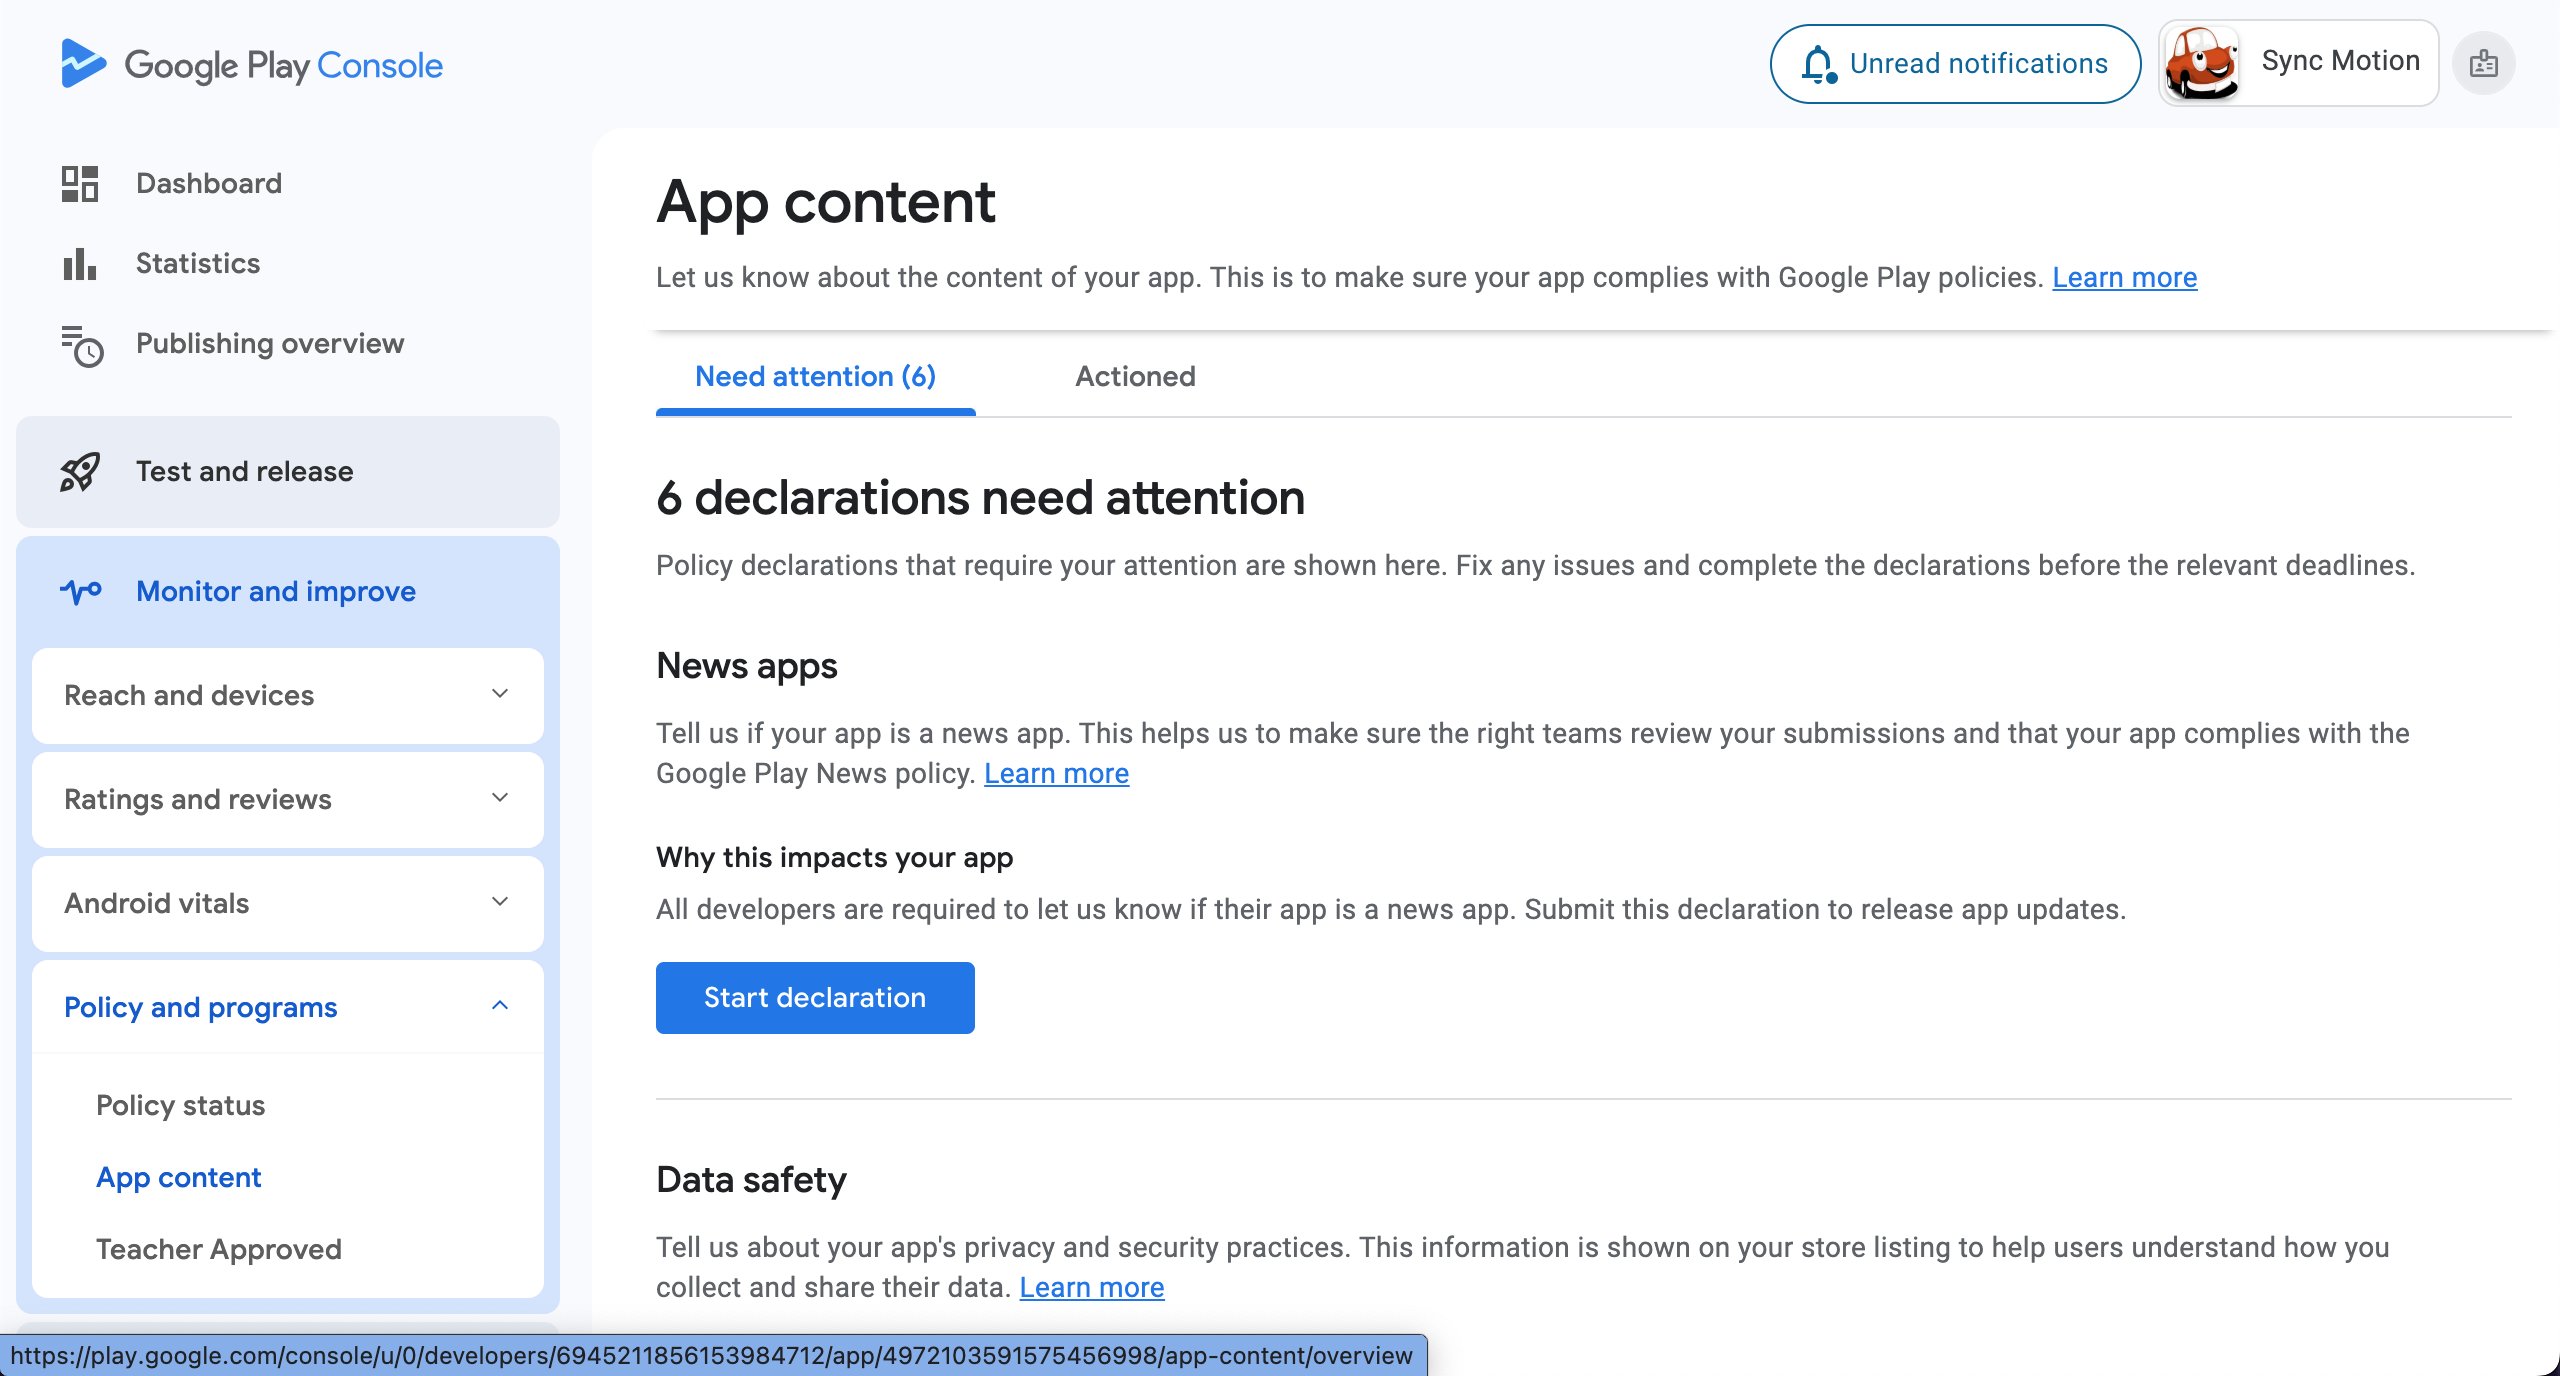 Google Play Console
Unread notifications
Sync Motion
Dashboard
Statistics
Publishing overview
Test and release
Monitor and improve
Reach and devices
Ratings and reviews
Android vitals
Policy and programs
Policy status
App content
Teacher Approved
App content
Let us know about the content of your app. This is to make sure your app complies with Google Play policies. Learn more
Need attention (6)
Actioned
6 declarations need attention
Policy declarations that require your attention are shown here. Fix any issues and complete the declarations before the relevant deadlines.
News apps
Tell us if your app is a news app. This helps us to make sure the right teams review your submissions and that your app complies with the
Google Play News policy. Learn more
Why this impacts your app
All developers are required to let us know if their app is a news app. Submit this declaration to release app updates.
Start declaration
Data safety
Tell us about your app's privacy and security practices. This information is shown on your store listing to help users understand how you
collect and share their data. Learn more
https://play.google.com/console/u/0/developers/6945211856153984712/app/4972103591575456998/app-content/overview